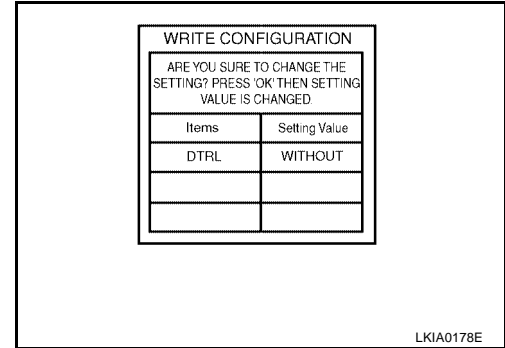 WRITE CONFIGURATION
ARE YOU SURE TO CHANGE THE
SETTING? PRESS 'OK' THEN SETTING
VALUE IS CHANGED.
Items Setting Value
DTRL WITHOUT
LKIA0178E